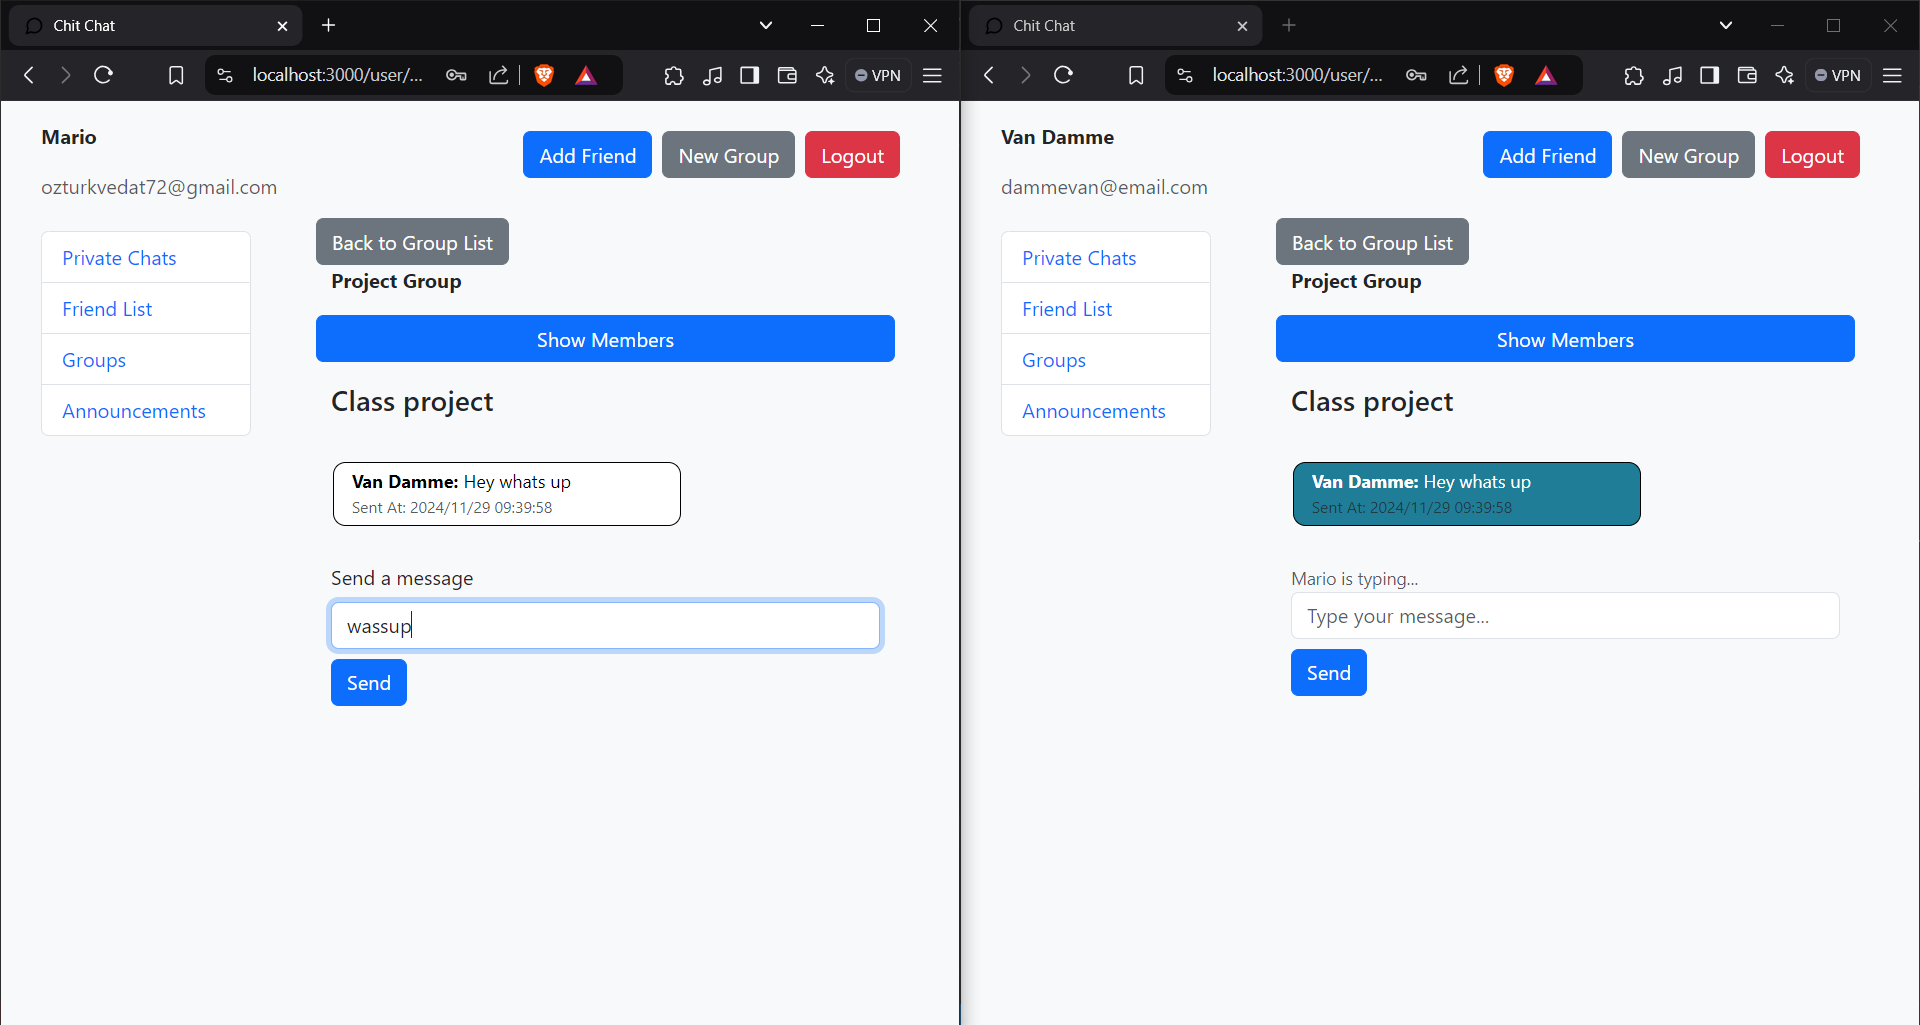 Chit Chat
localhost:3000/user/...
VPN
Mario
Add Friend
New Group
Logout
ozturkvedat72@gmail.com
Private Chats
Friend List
Groups
Announcements
Back to Group List
Project Group
Show Members
Class project
Van Damme: Hey whats up
Sent At: 2024/11/29 09:39:58
Send a message
wassup
Send
Chit Chat
localhost:3000/user/...
VPN
Van Damme
Add Friend
New Group
Logout
dammevan@email.com
Private Chats
Friend List
Groups
Announcements
Back to Group List
Project Group
Show Members
Class project
Van Damme: Hey whats up
Sent At: 2024/11/29 09:39:58
Mario is typing...
Type your message...
Send